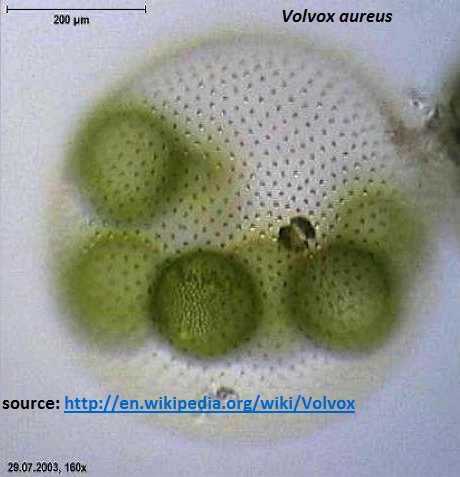 200 µm
Volvox aureus
source: http://en.wikipedia.org/wiki/Volvox
29.07.2003, 160x